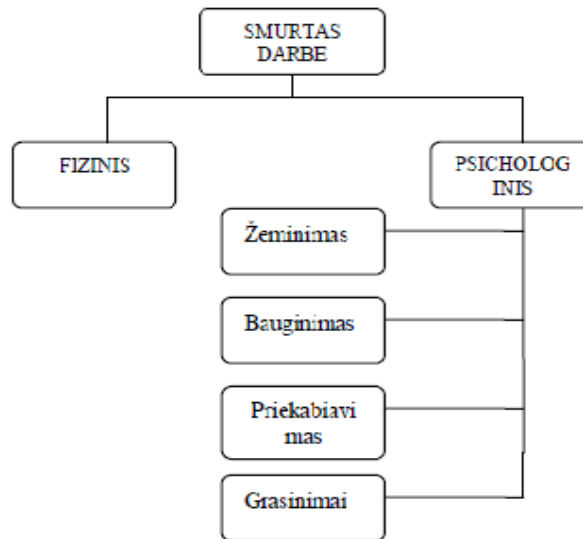 SMURTAS
DARBE
FIZINIS
PSICHOLOG
INIS
Žeminimas
Bauginimas
Priekabiavi
mas
Grasinimai